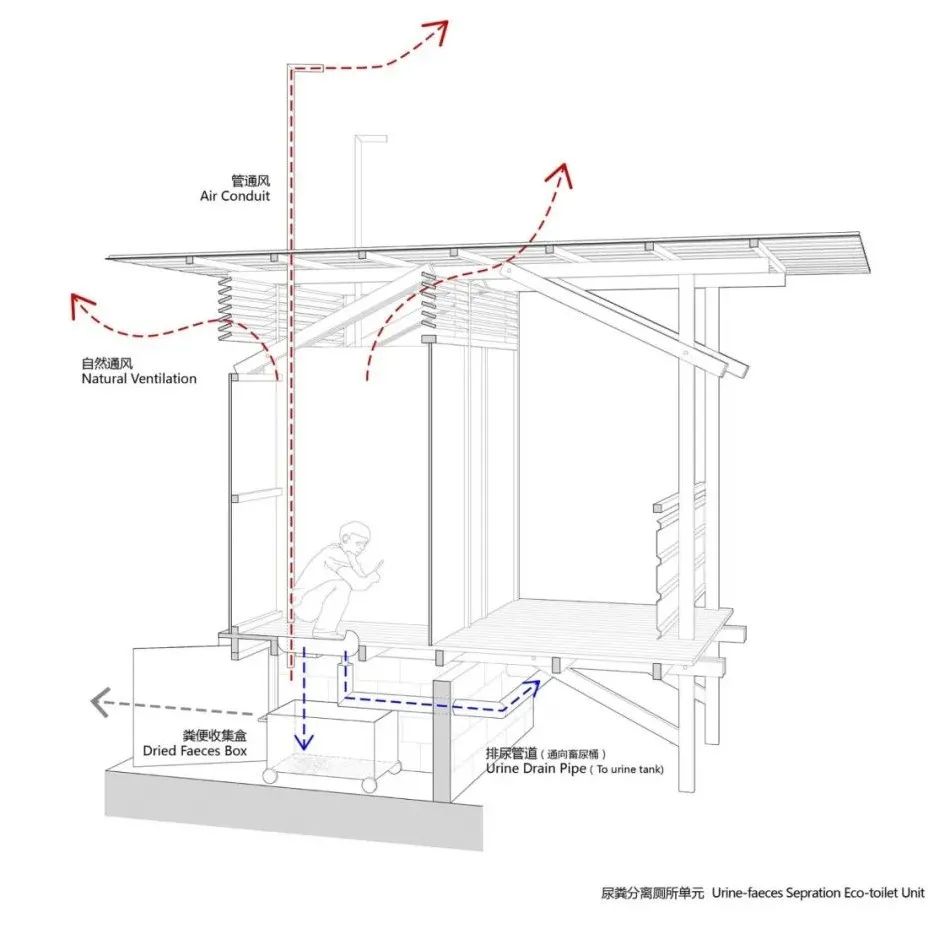 管通风
Air Conduit
自然通风
Natural Ventilation
粪便收集盒
Dried Faeces Box
排尿管道（通向畜尿桶）
Urine Drain Pipe ( To urine tank)
尿粪分离厕所单元 Urine-faeces Sepration Eco-toilet Unit